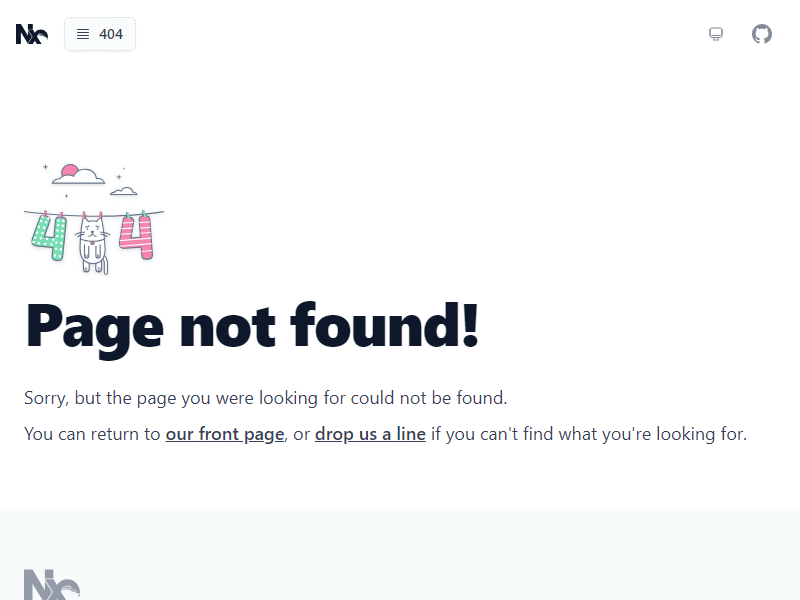 Nx
404
4 4
Page not found!
Sorry, but the page you were looking for could not be found.
You can return to our front page, or drop us a line if you can't find what you're looking for.
Nx